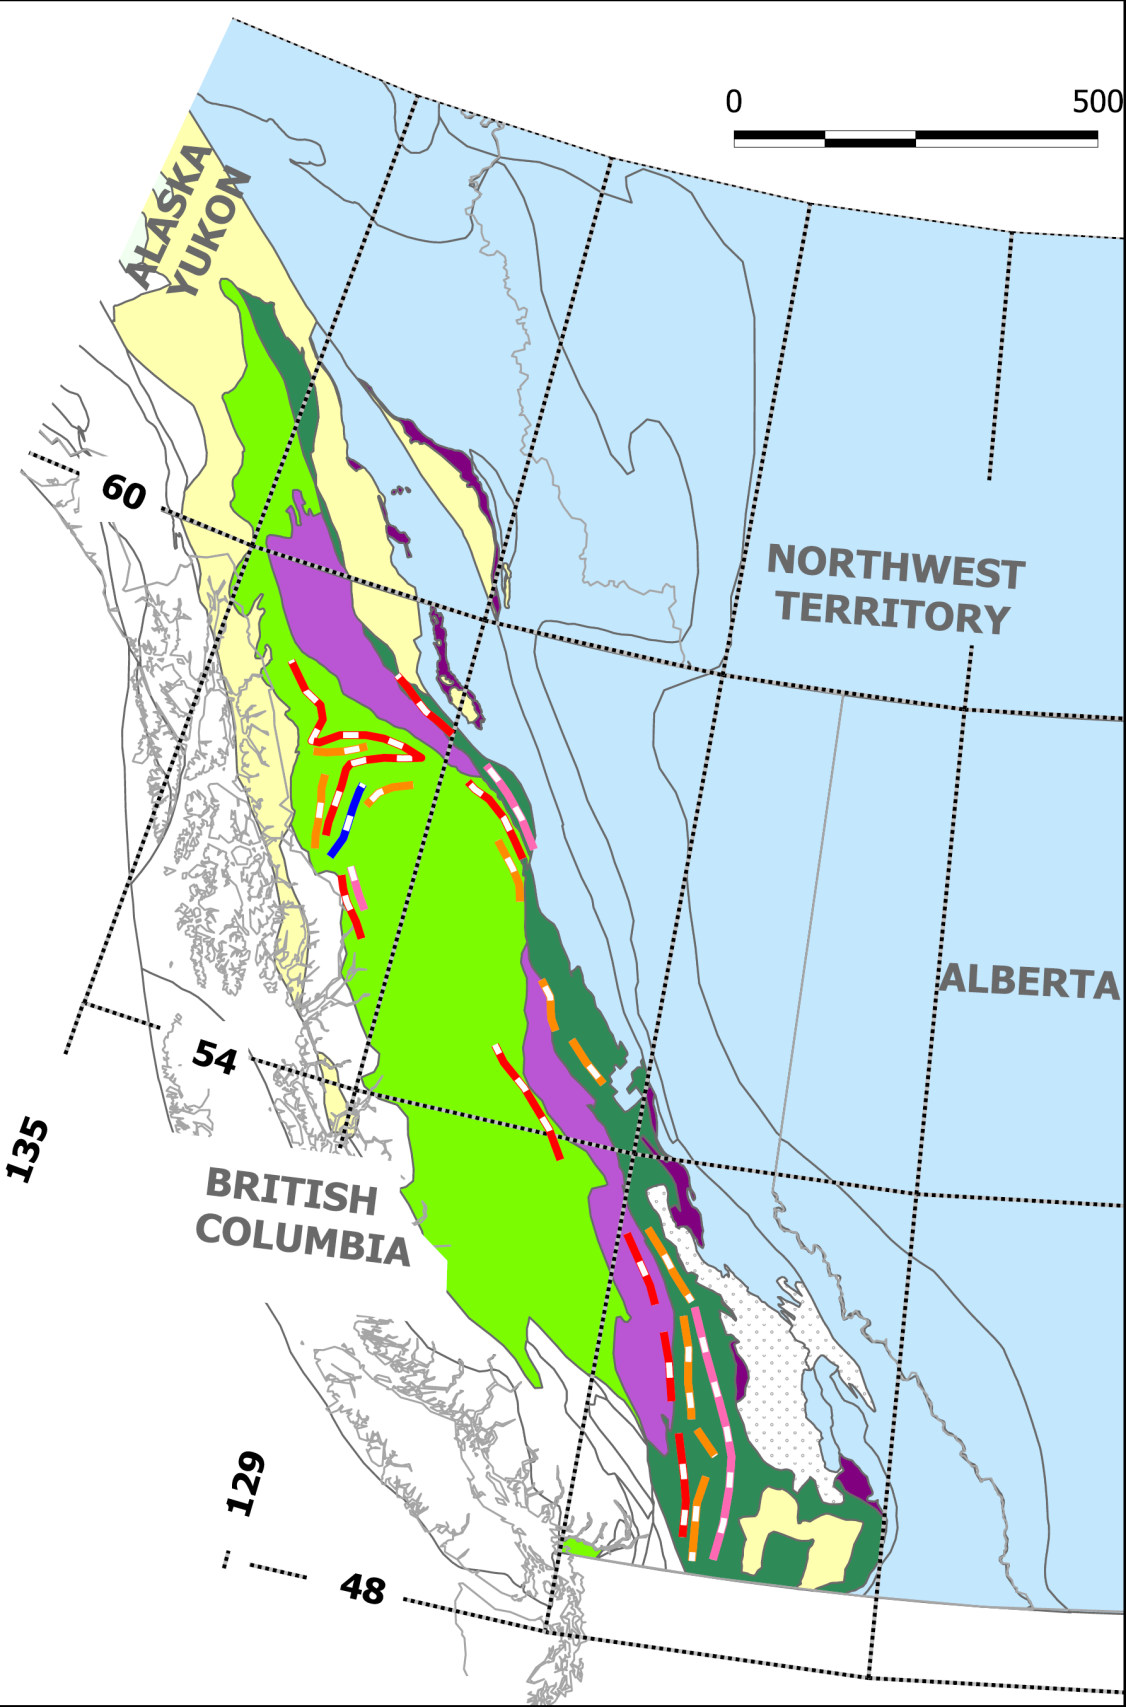 0 500
ALASKA
YUKON
60
NORTHWEST
TERRITORY
ALBERTA
54
135
BRITISH
COLUMBIA
129
48